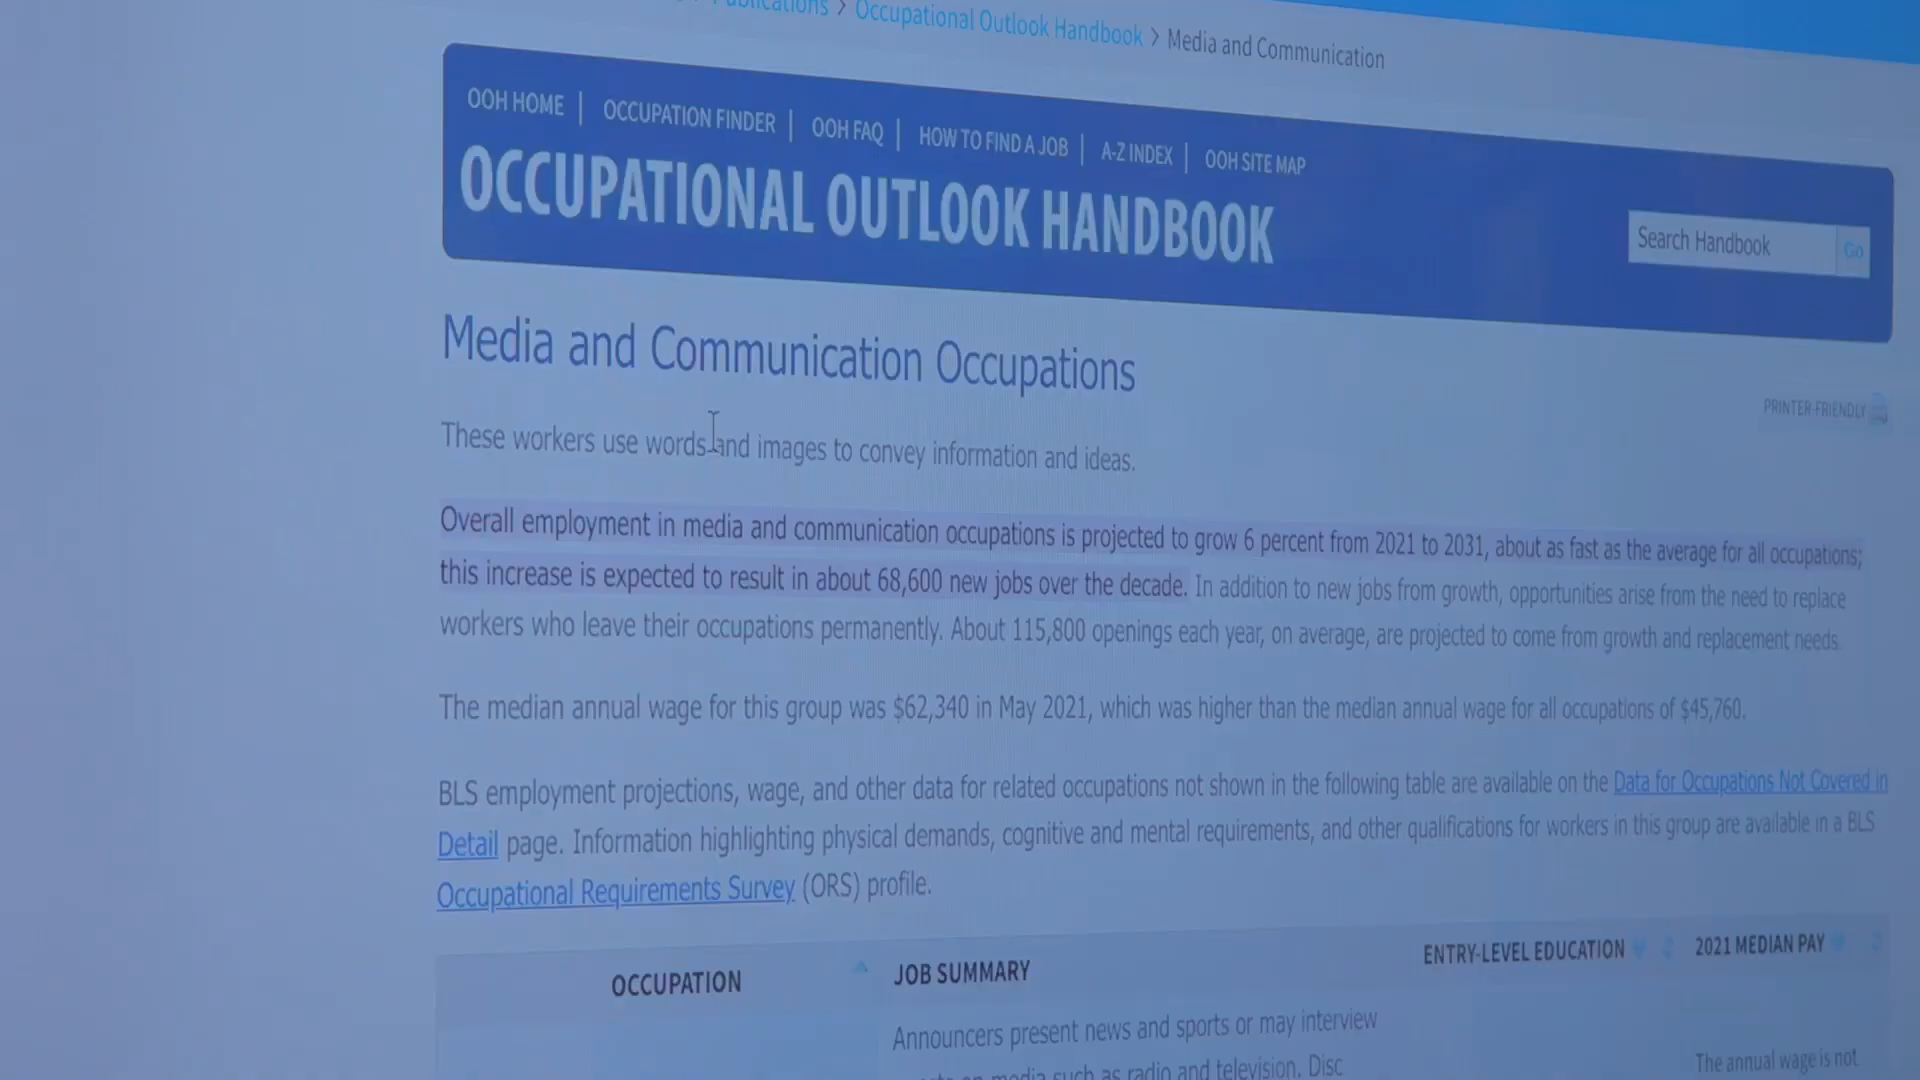 Publications > Occupational Outlook Handbook > Media and Communication
OOH HOME | OCCUPATION FINDER | OOH FAQ | HOW TO FIND A JOB | A-Z INDEX | OOH SITE MAP
OCCUPATIONAL OUTLOOK HANDBOOK
Search Handbook Go
Media and Communication Occupations
PRINTER-FRIENDLY
These workers use words and images to convey information and ideas.
Overall employment in media and communication occupations is projected to grow 6 percent from 2021 to 2031, about as fast as the average for all occupations;
this increase is expected to result in about 68,600 new jobs over the decade. In addition to new jobs from growth, opportunities arise from the need to replace
workers who leave their occupations permanently. About 115,800 openings each year, on average, are projected to come from growth and replacement needs.
The median annual wage for this group was $62,340 in May 2021, which was higher than the median annual wage for all occupations of $45,760.
BLS employment projections, wage, and other data for related occupations not shown in the following table are available on the Data for Occupations Not Covered in
Detail page. Information highlighting physical demands, cognitive and mental requirements, and other qualifications for workers in this group are available in a BLS
Occupational Requirements Survey (ORS) profile.
OCCUPATION JOB SUMMARY ENTRY-LEVEL EDUCATION 2021 MEDIAN PAY
Announcers present news and sports or may interview
on media such as radio and television. Disc
The annual wage is not